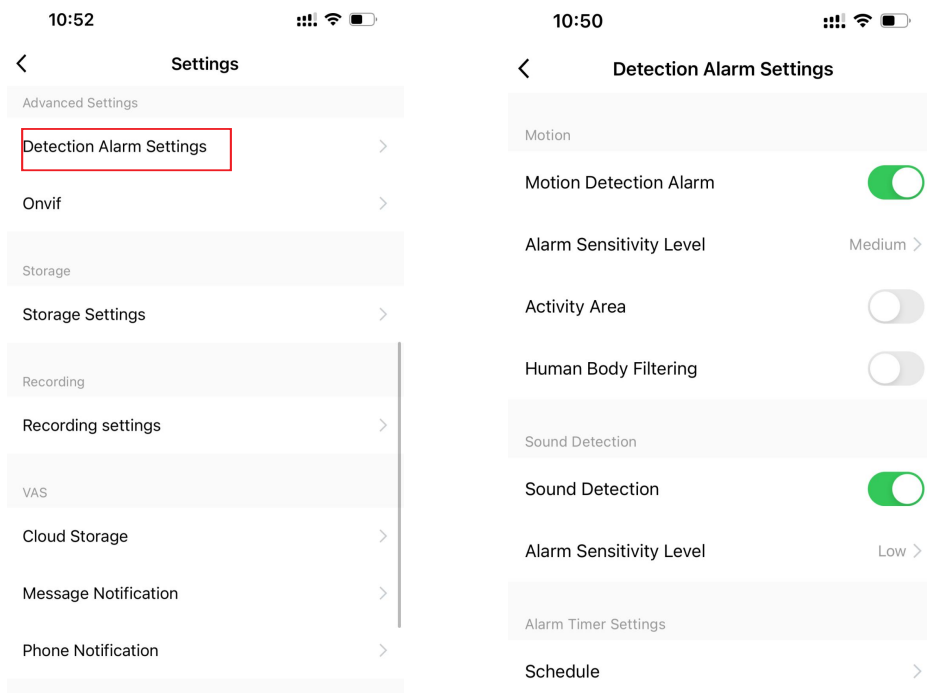 10:52
Settings
Advanced Settings
Detection Alarm Settings
Onvif
Storage
Storage Settings
Recording
Recording settings
VAS
Cloud Storage
Message Notification
Phone Notification
10:50
Detection Alarm Settings
Motion
Motion Detection Alarm
Alarm Sensitivity Level Medium
Activity Area
Human Body Filtering
Sound Detection
Sound Detection
Alarm Sensitivity Level Low
Alarm Timer Settings
Schedule